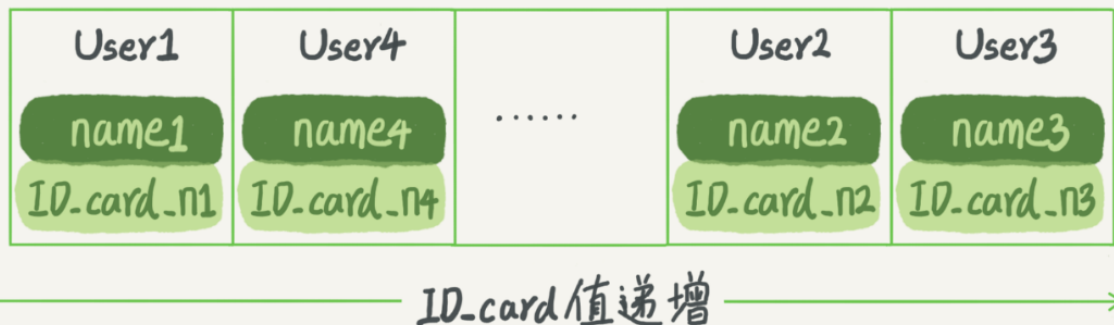 User1 User4 User2 User3
name1 name4 ...... name2 name3
ID_card_n1 ID_card_n4 ID_card_n2 ID_card_n3
ID_card值递增